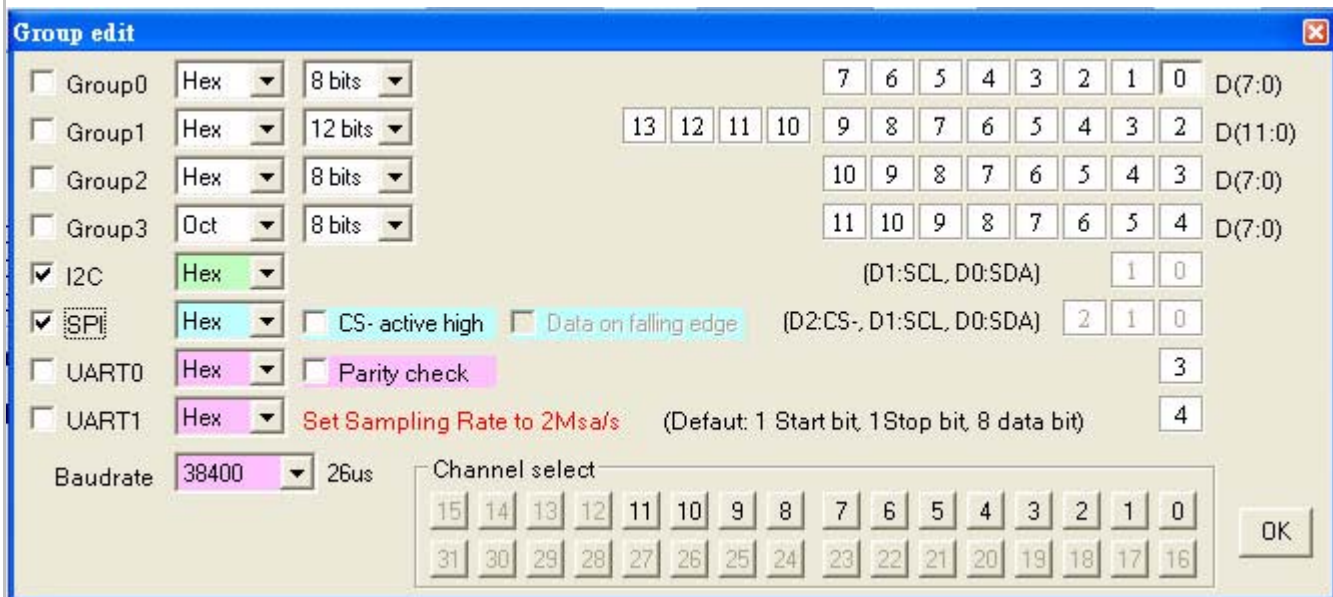 Group edit
Group0 Hex 8 bits 7 6 5 4 3 2 1 0 D(7:0)
Group1 Hex 12 bits 13 12 11 10 9 8 7 6 5 4 3 2 D(11:0)
Group2 Hex 8 bits 10 9 8 7 6 5 4 3 D(7:0)
Group3 Oct 8 bits 11 10 9 8 7 6 5 4 D(7:0)
I2C Hex (D1:SCL, D0:SDA) 1 0
SPI Hex CS- active high Data on falling edge (D2:CS-, D1:SCL, D0:SDA) 2 1 0
UART0 Hex Parity check 3
UART1 Hex Set Sampling Rate to 2Msa/s (Defaut: 1 Start bit, 1Stop bit, 8 data bit) 4
Baudrate 38400 26us Channel select
15 14 13 12 11 10 9 8 7 6 5 4 3 2 1 0
31 30 29 28 27 26 25 24 23 22 21 20 19 18 17 16
OK